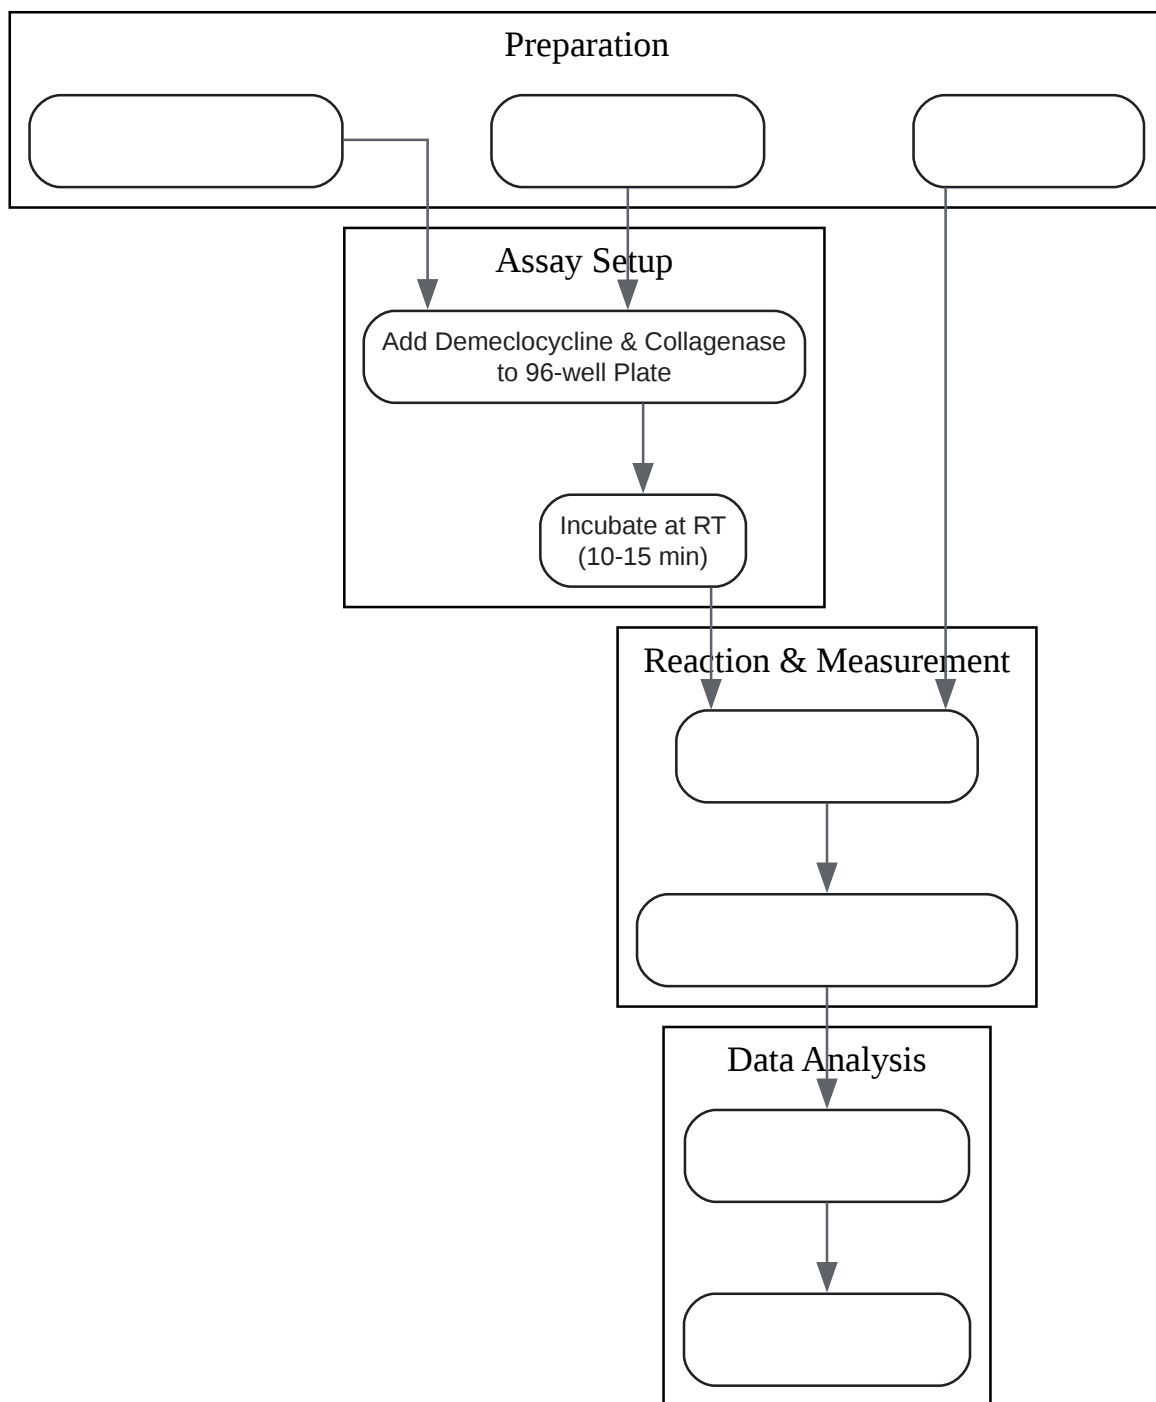 Preparation
Assay Setup
Add Demeclocycline & Collagenase
to 96-well Plate
Incubate at RT
(10-15 min)
Reaction & Measurement
Data Analysis